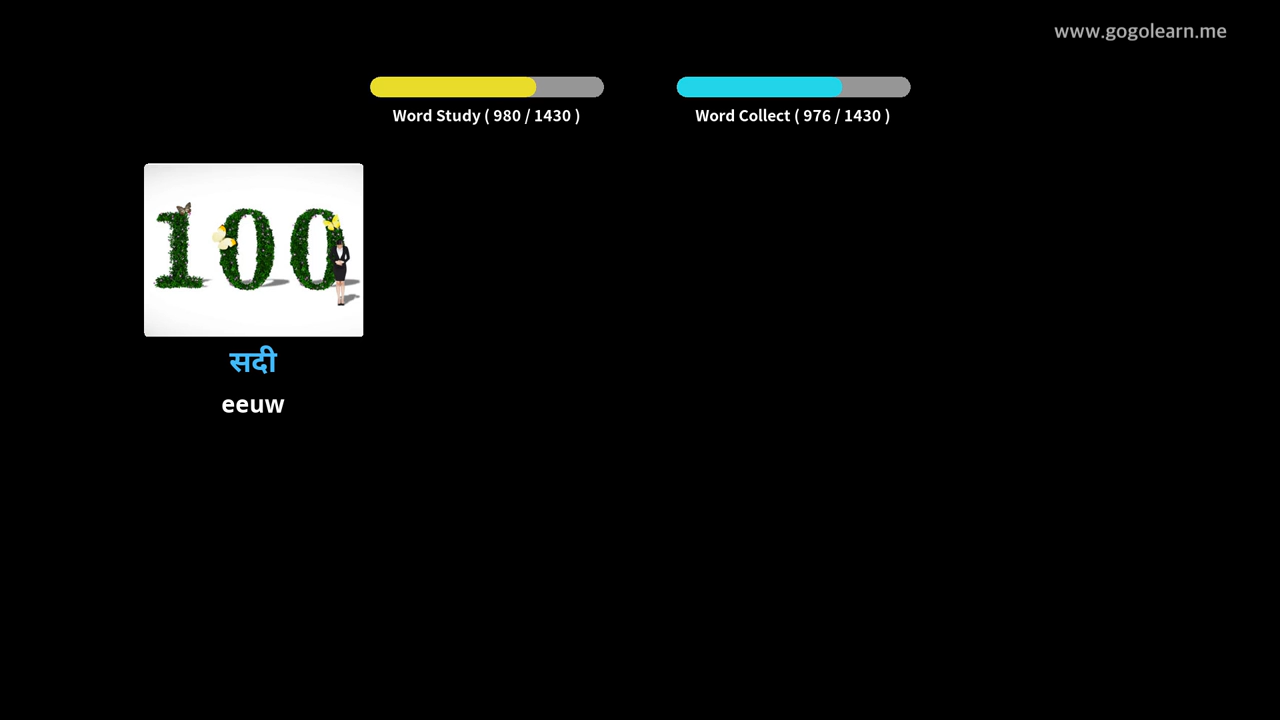 www.gogolearn.me
Word Study ( 980 / 1430 )
Word Collect ( 976 / 1430 )
100
सदी
eeuw